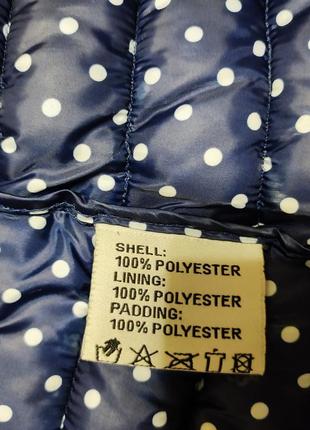 SHELL:
100% POLYESTER
LINING:
100% POLYESTER
PADDING:
100% POLYESTER